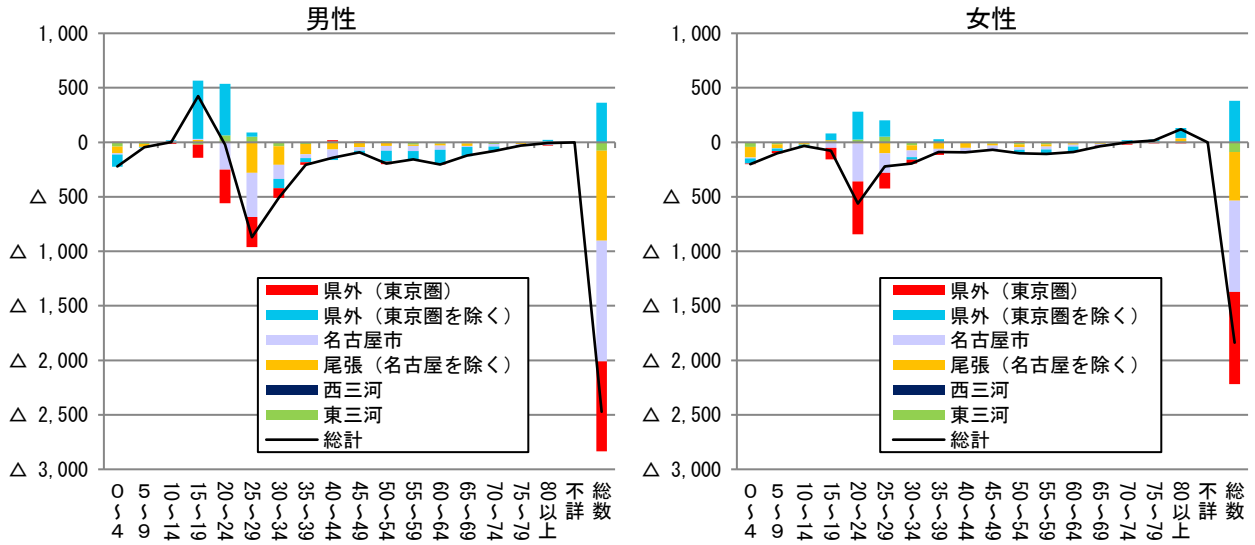 男性
1,000
500
0
△ 500
△ 1,000
△ 1,500
△ 2,000
△ 2,500
△ 3,000
県外（東京圏）
県外（東京圏を除く）
名古屋市
尾張（名古屋を除く）
西三河
東三河
総計
0～4
5～9
10～14
15～19
20～24
25～29
30～34
35～39
40～44
45～49
50～54
55～59
60～64
65～69
70～74
75～79
80以上
不詳
総数
女性
1,000
500
0
△ 500
△ 1,000
△ 1,500
△ 2,000
△ 2,500
△ 3,000
県外（東京圏）
県外（東京圏を除く）
名古屋市
尾張（名古屋を除く）
西三河
東三河
総計
0～4
5～9
10～14
15～19
20～24
25～29
30～34
35～39
40～44
45～49
50～54
55～59
60～64
65～69
70～74
75～79
80以上
不詳
総数